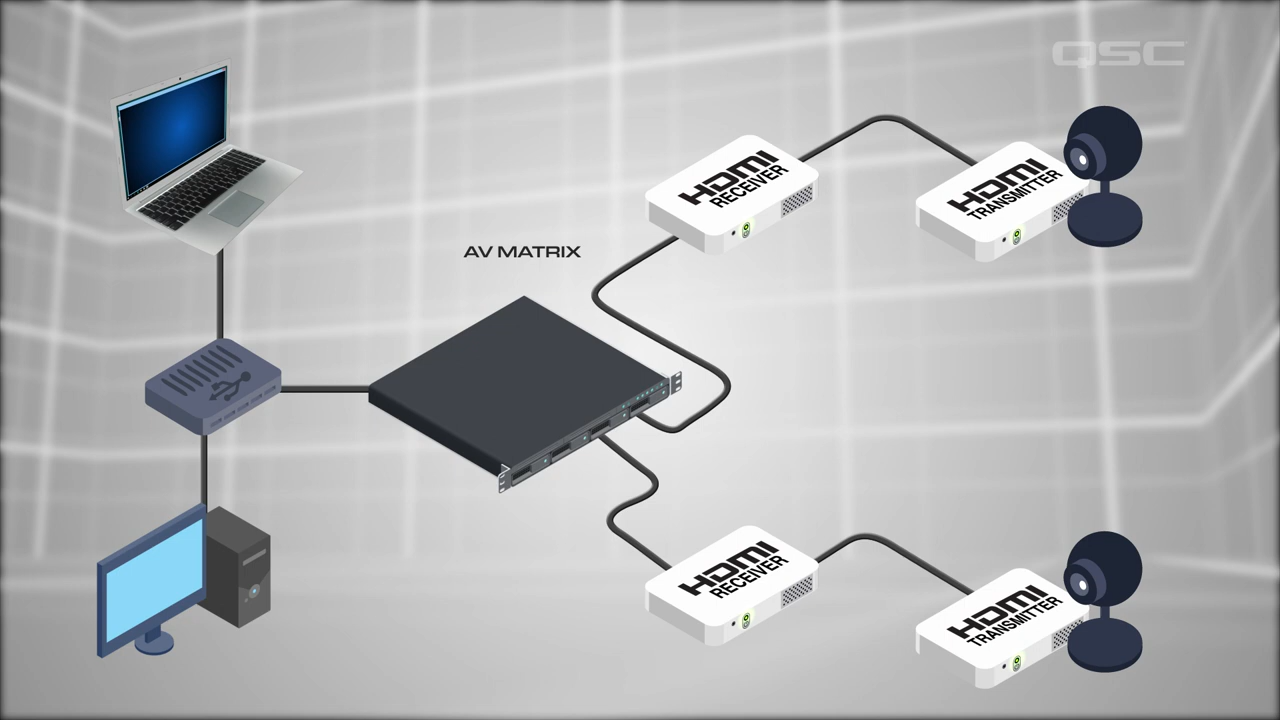 QSC
HDMI
RECEIVER
HDMI
TRANSMITTER
AV MATRIX
HDMI
RECEIVER
HDMI
TRANSMITTER